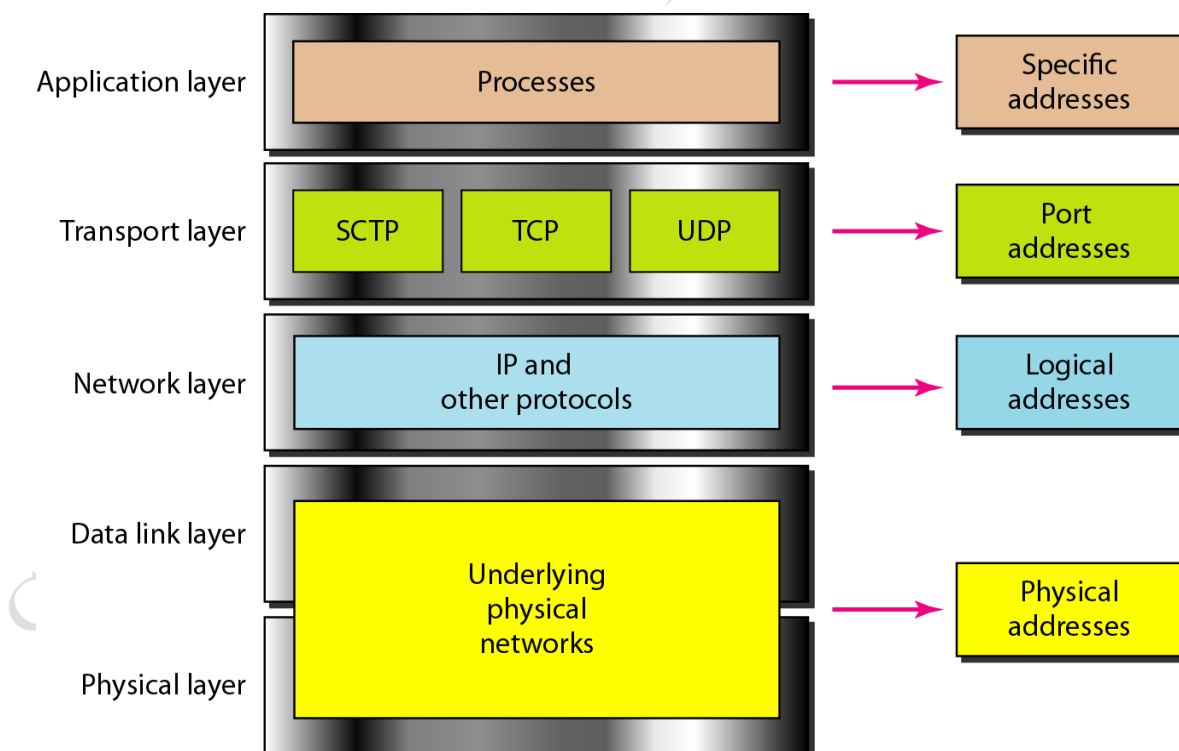 Application layer
Processes
Specific
addresses
Transport layer
SCTP
TCP
UDP
Port
addresses
Network layer
IP and
other protocols
Logical
addresses
Data link layer
Underlying
physical
networks
Physical
addresses
Physical layer